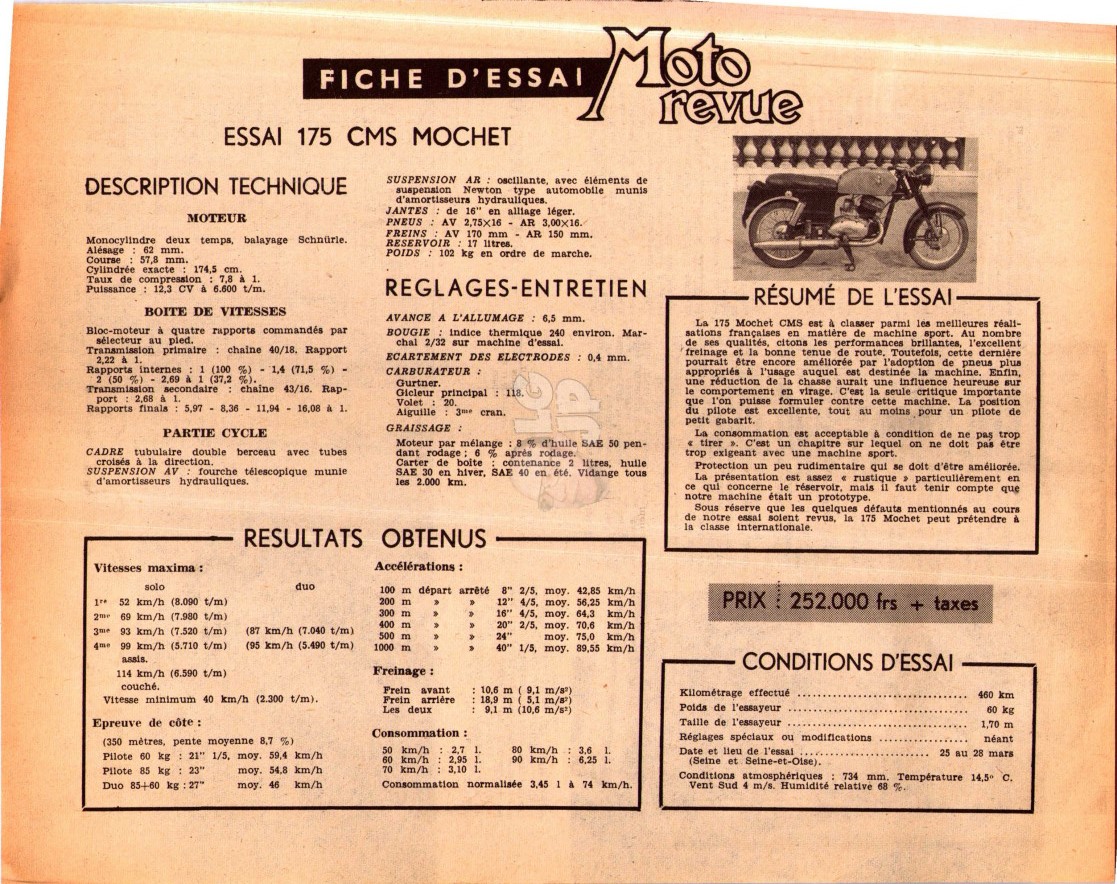 FICHE D'ESSAI
Moto
revue
ESSAI 175 CMS MOCHET
DESCRIPTION TECHNIQUE
MOTEUR
Monocylindre deux temps, balayage Schnürle.
Alésage : 62 mm.
Course : 57,8 mm.
Cylindrée exacte : 174,5 cm.
Taux de compression : 7,8 à 1.
Puissance : 12,3 CV à 6.600 t/m.
BOITE DE VITESSES
Bloc-moteur à quatre rapports commandés par
sélecteur au pied.
Transmission primaire : chaîne 40/18. Rapport
2,22 à 1.
Rapports internes : 1 (100 %) - 1,4 (71,5 %) -
2 (50 %) - 2,69 à 1 (37,2 %).
Transmission secondaire : chaîne 43/16. Rap-
port : 2,68 à 1.
Rapports finals : 5,97 - 8,36 - 11,94 - 16,08 à 1.
PARTIE CYCLE
CADRE tubulaire double berceau avec tubes
croisés à la direction.
SUSPENSION AV : fourche télescopique munie
d'amortisseurs hydrauliques.
SUSPENSION AR : oscillante, avec éléments de
suspension Newton type automobile munis
d'amortisseurs hydrauliques.
JANTES : de 16" en alliage léger.
PNEUS : AV 2,75×16 - AR 3,00×16.
FREINS : AV 170 mm - AR 150 mm.
RESERVOIR : 17 litres.
POIDS : 102 kg en ordre de marche.
REGLAGES-ENTRETIEN
AVANCE A L'ALLUMAGE : 6,5 mm.
BOUGIE : indice thermique 240 environ. Mar-
chal 2/32 sur machine d'essai.
ECARTEMENT DES ELECTRODES : 0,4 mm.
CARBURATEUR :
Gurtner.
Gicleur principal : 118.
Volet : 20.
Aiguille : 3me cran.
GRAISSAGE :
Moteur par mélange : 8 % d'huile SAE 50 pen-
dant rodage ; 6 % après rodage.
Carter de boîte : contenance 2 litres, huile
SAE 30 en hiver, SAE 40 en été. Vidange tous
les 2.000 km.
RÉSUMÉ DE L'ESSAI
La 175 Mochet CMS est à classer parmi les meilleures réali-
sations françaises en matière de machine sport. Au nombre
de ses qualités, citons les performances brillantes, l'excellent
freinage et la bonne tenue de route. Toutefois, cette dernière
pourrait être encore améliorée par l'adoption de pneus plus
appropriés à l'usage auquel est destinée la machine. Enfin,
une réduction de la chasse aurait une influence heureuse sur
le comportement en virage. C'est la seule critique importante
que l'on puisse formuler contre cette machine. La position
du pilote est excellente, tout au moins pour un pilote de
petit gabarit.
La consommation est acceptable à condition de ne pas trop
« tirer ». C'est un chapitre sur lequel on ne doit pas être
trop exigeant avec une machine sport.
Protection un peu rudimentaire qui se doit d'être améliorée.
La présentation est assez « rustique » particulièrement en
ce qui concerne le réservoir, mais il faut tenir compte que
notre machine était un prototype.
Sous réserve que les quelques défauts mentionnés au cours
de notre essai soient revus, la 175 Mochet peut prétendre à
la classe internationale.
RESULTATS OBTENUS
Vitesses maxima :
solo duo
1re 52 km/h (8.090 t/m)
2me 69 km/h (7.980 t/m)
3me 93 km/h (7.520 t/m) (87 km/h (7.040 t/m)
4me 99 km/h (5.710 t/m) (95 km/h (5.490 t/m)
assis.
114 km/h (6.590 t/m)
couché.
Vitesse minimum 40 km/h (2.300 t/m).
Epreuve de côte :
(350 mètres, pente moyenne 8,7 %)
Pilote 60 kg : 21" 1/5, moy. 59,4 km/h
Pilote 85 kg : 23" moy. 54,8 km/h
Duo 85+60 kg : 27" moy. 46 km/h
Accélérations :
100 m départ arrêté 8" 2/5, moy. 42,85 km/h
200 m » » 12" 4/5, moy. 56,25 km/h
300 m » » 16" 4/5, moy. 64,3 km/h
400 m » » 20" 2/5, moy. 70,6 km/h
500 m » » 24" moy. 75,0 km/h
1000 m » » 40" 1/5, moy. 89,55 km/h
Freinage :
Frein avant : 10,6 m ( 9,1 m/s²)
Frein arrière : 18,9 m ( 5,1 m/s²)
Les deux : 9,1 m (10,6 m/s²)
Consommation :
50 km/h : 2,7 l. 80 km/h : 3,6 l.
60 km/h : 2,95 l. 90 km/h : 6,25 l.
70 km/h : 3,10 l.
Consommation normalisée 3,45 l à 74 km/h.
PRIX : 252.000 frs + taxes
CONDITIONS D'ESSAI
Kilométrage effectué 460 km
Poids de l'essayeur 60 kg
Taille de l'essayeur 1,70 m
Réglages spéciaux ou modifications néant
Date et lieu de l'essai 25 au 28 mars
(Seine et Seine-et-Oise).
Conditions atmosphériques : 734 mm. Température 14,5° C.
Vent Sud 4 m/s. Humidité relative 68 %.